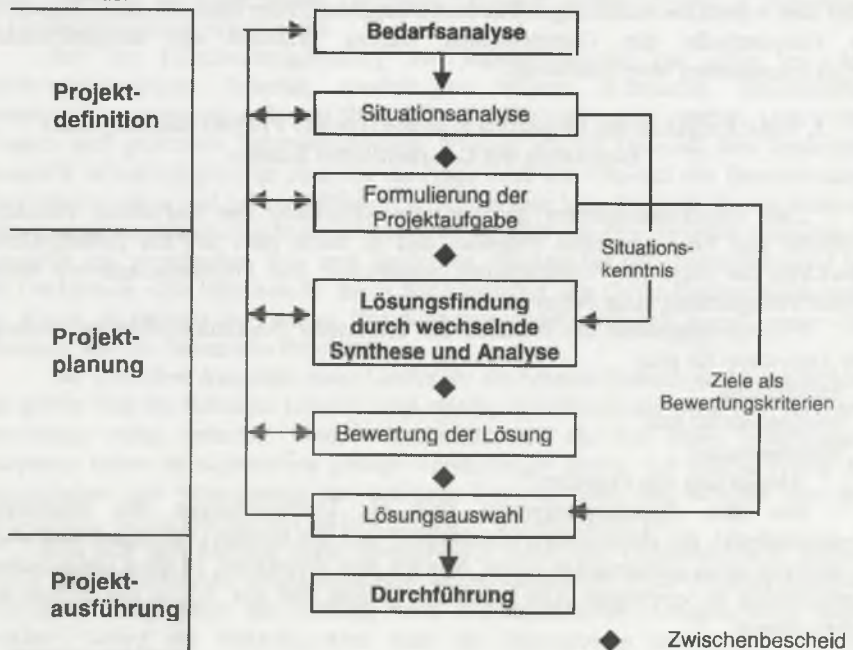 Bedarfsanalyse
Projekt-
definition
Situationsanalyse
Formulierung der
Projektaufgabe
Situations-
kenntnis
Lösungsfindung
durch wechselnde
Synthese und Analyse
Projekt-
planung
Ziele als
Bewertungskriterien
Bewertung der Lösung
Lösungsauswahl
Projekt-
ausführung
Durchführung
Zwischenbescheid